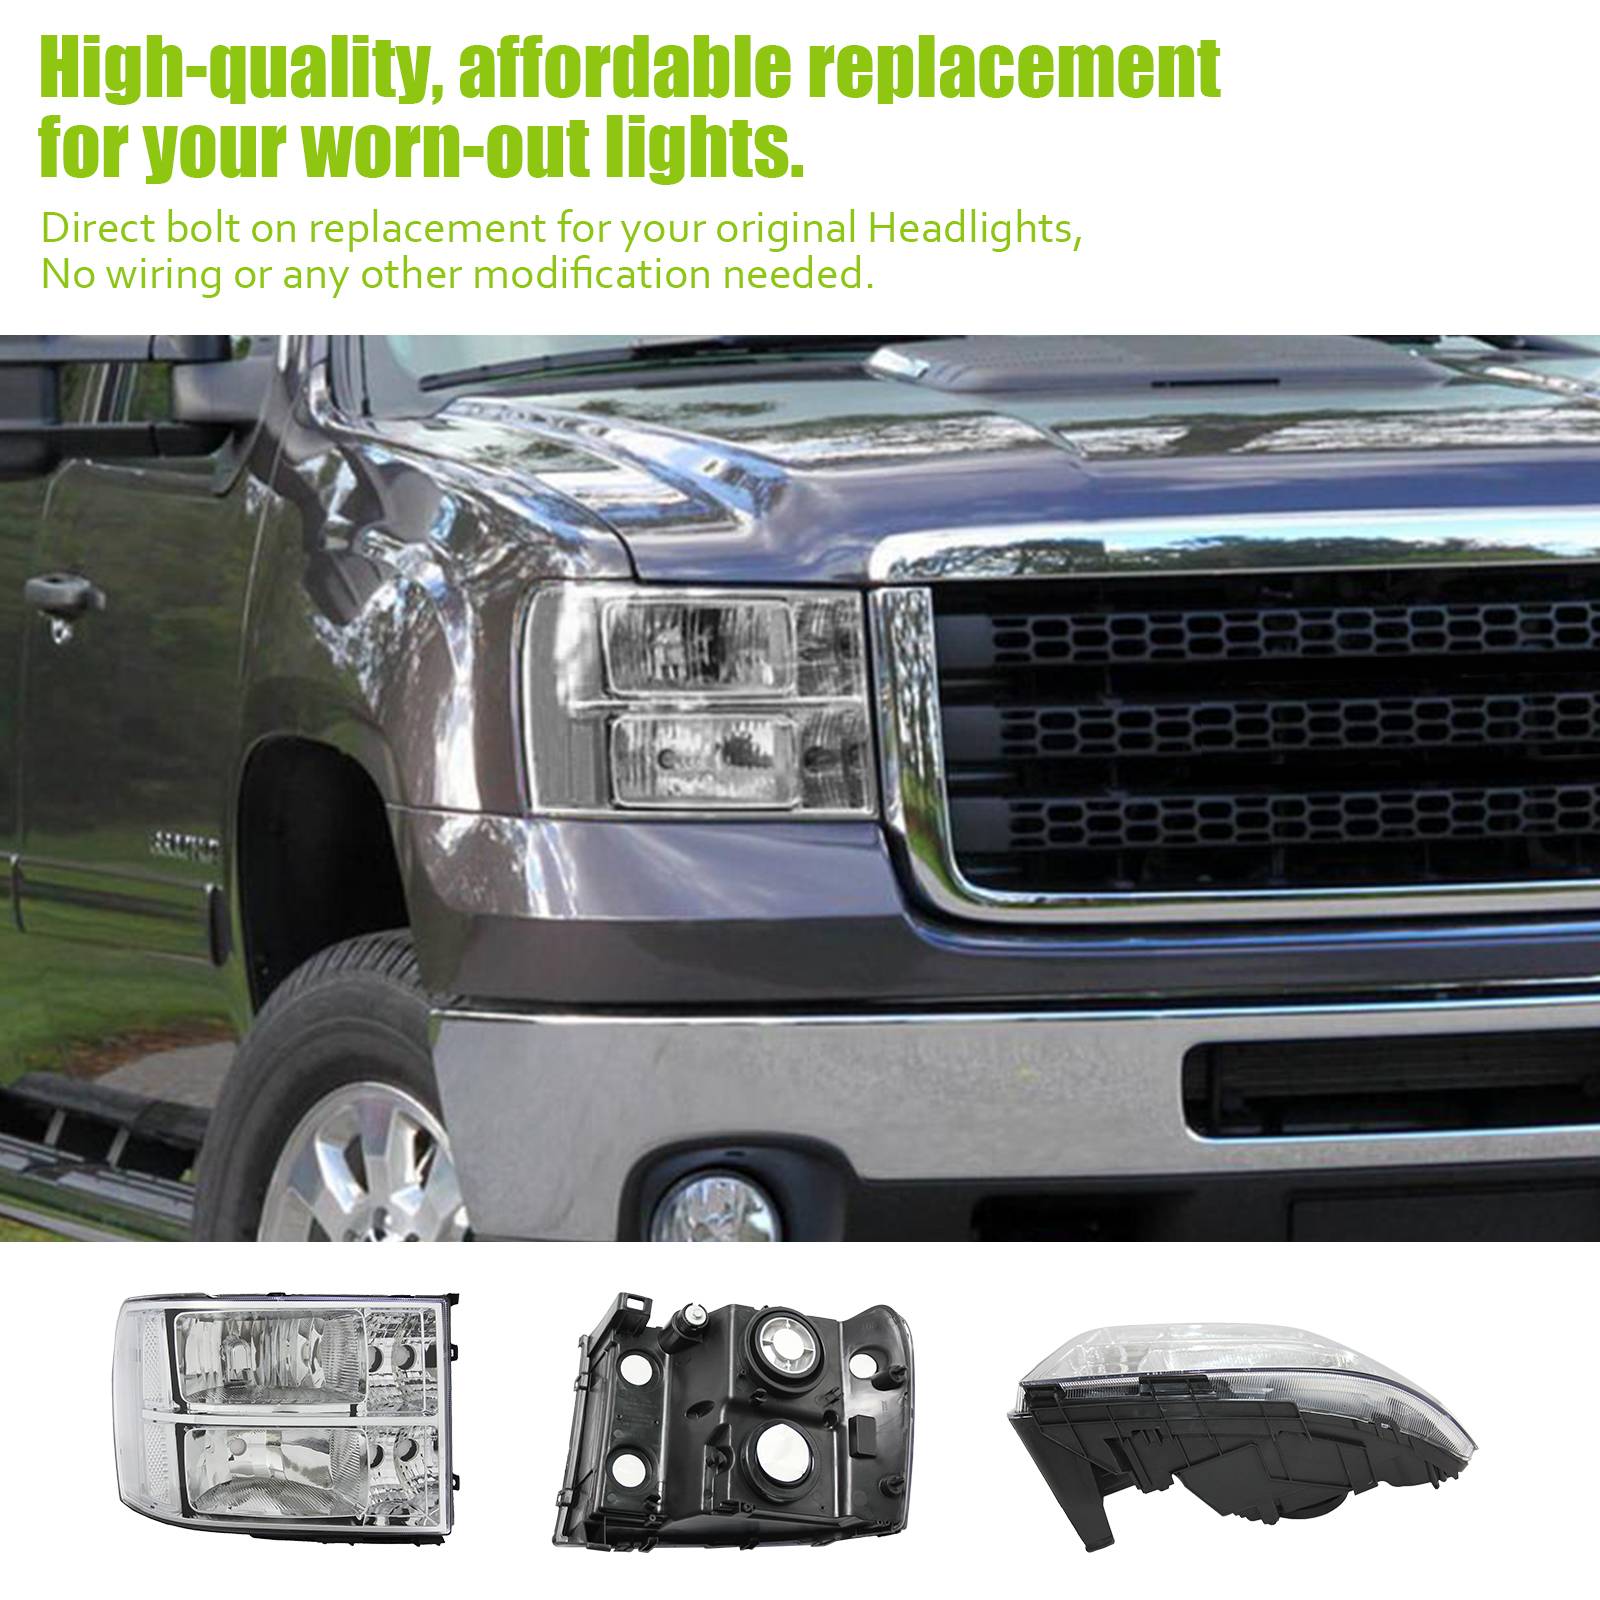 High-quality, affordable replacement
for your worn-out lights.
Direct bolt on replacement for your original Headlights,
No wiring or any other modification needed.